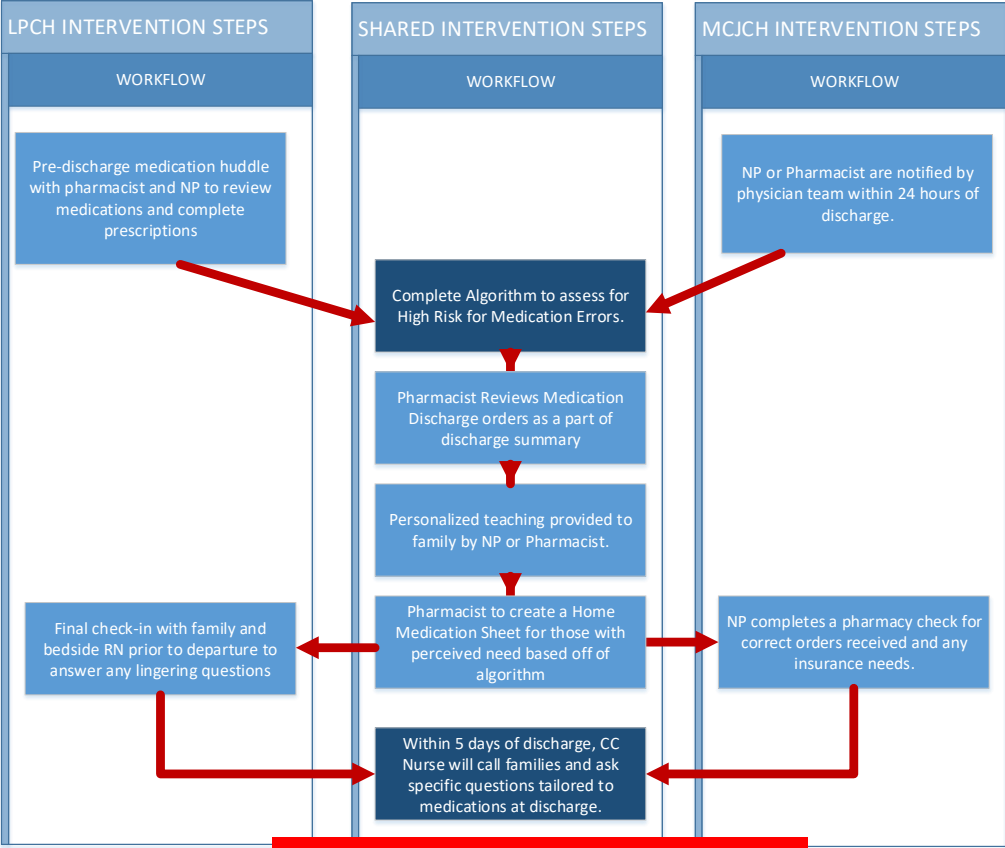 LPCH INTERVENTION STEPS
WORKFLOW
Pre-discharge medication huddle
with pharmacist and NP to review
medications and complete
prescriptions
Final check-in with family and
bedside RN prior to departure to
answer any lingering questions
SHARED INTERVENTION STEPS
WORKFLOW
Complete Algorithm to assess for
High Risk for Medication Errors.
Pharmacist Reviews Medication
Discharge orders as a part of
discharge summary
Personalized teaching provided to
family by NP or Pharmacist.
Pharmacist to create a Home
Medication Sheet for those with
perceived need based off of
algorithm
Within 5 days of discharge, CC
Nurse will call families and ask
specific questions tailored to
medications at discharge.
MCJCH INTERVENTION STEPS
WORKFLOW
NP or Pharmacist are notified by
physician team within 24 hours of
discharge.
NP completes a pharmacy check for
correct orders received and any
insurance needs.